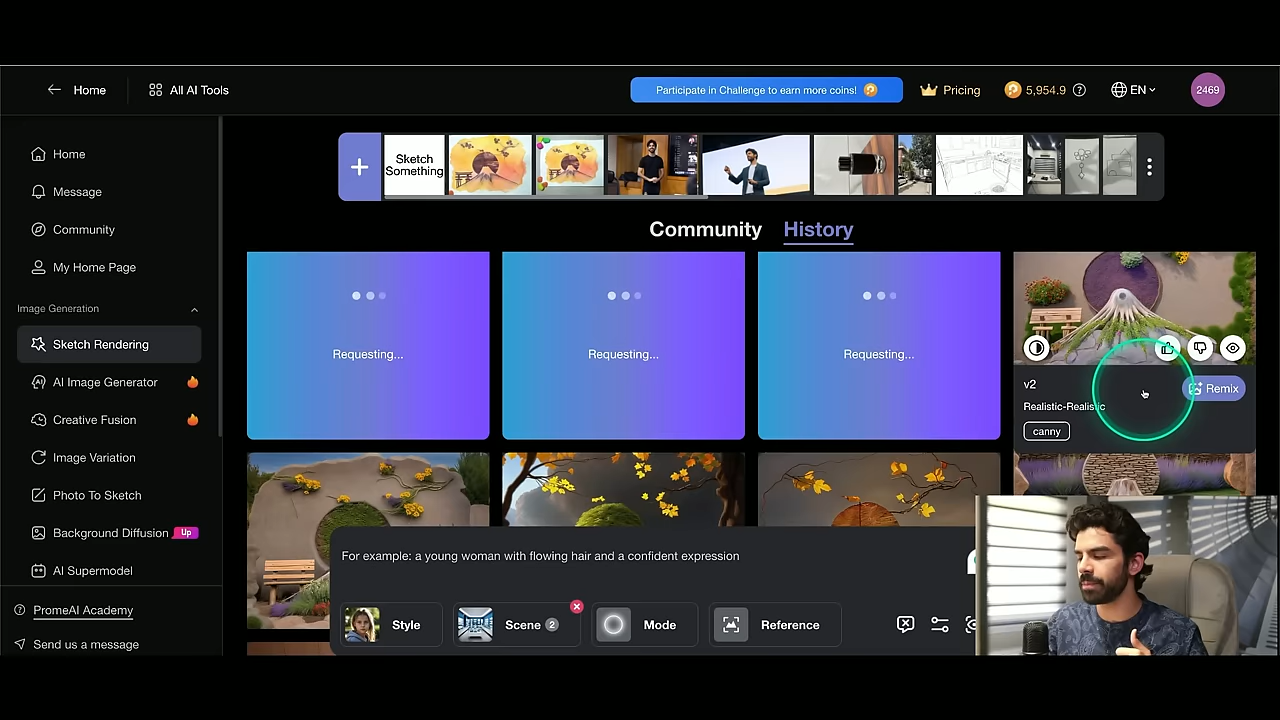 Home
All AI Tools
Participate in Challenge to earn more coins!
Pricing
5,954.9
EN
2469
Home
Message
Community
My Home Page
Image Generation
Sketch Rendering
AI Image Generator
Creative Fusion
Image Variation
Photo To Sketch
Background Diffusion Up
AI Supermodel
PromeAI Academy
Send us a message
Sketch
Something
Community History
Requesting...
Requesting...
Requesting...
v2
Remix
Realistic-Realistic
canny
For example: a young woman with flowing hair and a confident expression
Style
Scene 2
Mode
Reference